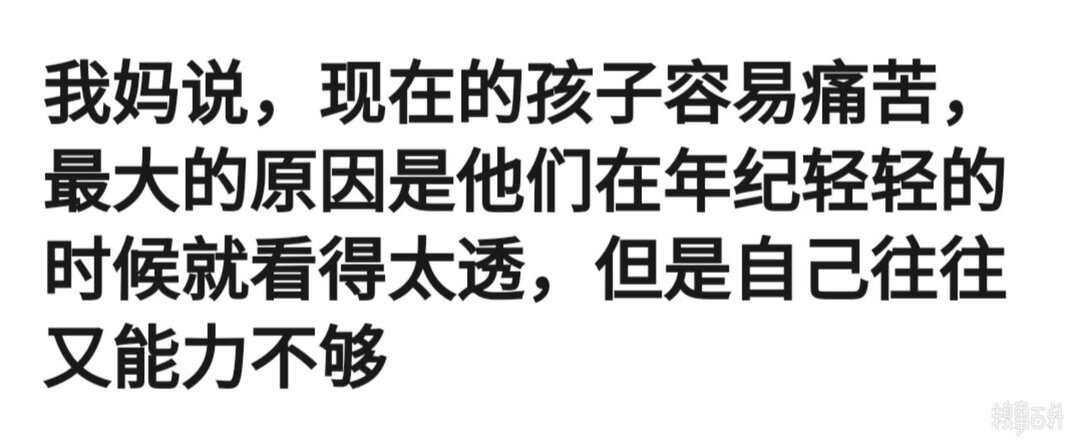 我妈说，现在的孩子容易痛苦，
最大的原因是他们在年纪轻轻的
时候就看得太透，但是自己往往
又能力不够